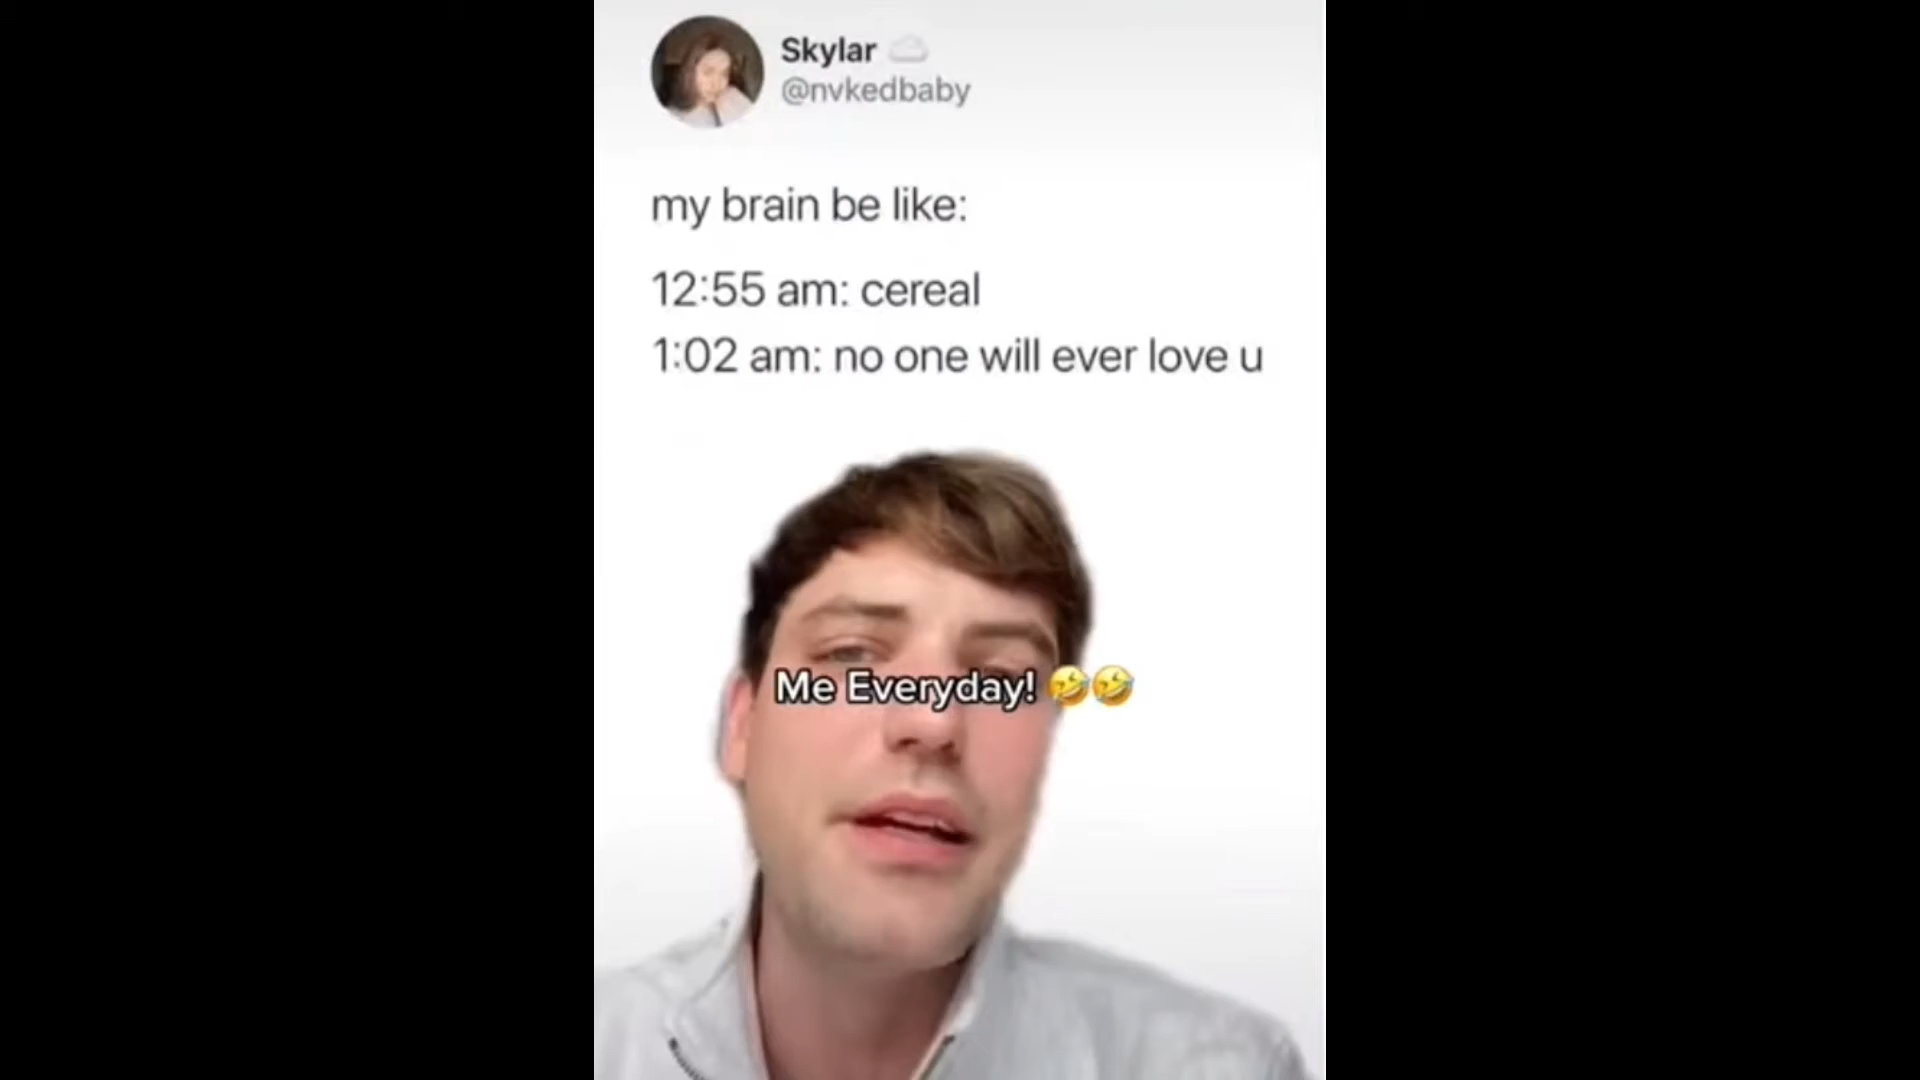 Skylar ☁️
@nvkedbaby
my brain be like:
12:55 am: cereal
1:02 am: no one will ever love u
Me Everyday! 🤣🤣